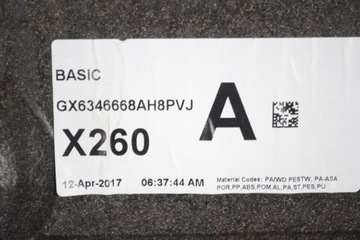 BASIC
GX6346668AH8PVJ
A
X260
12-Apr-2017 06:37:44 AM
Material Codes: PA/WD PESTW, PA-ASA
POR,PP,ABS,POM,AL,PA,ST,PES,PU